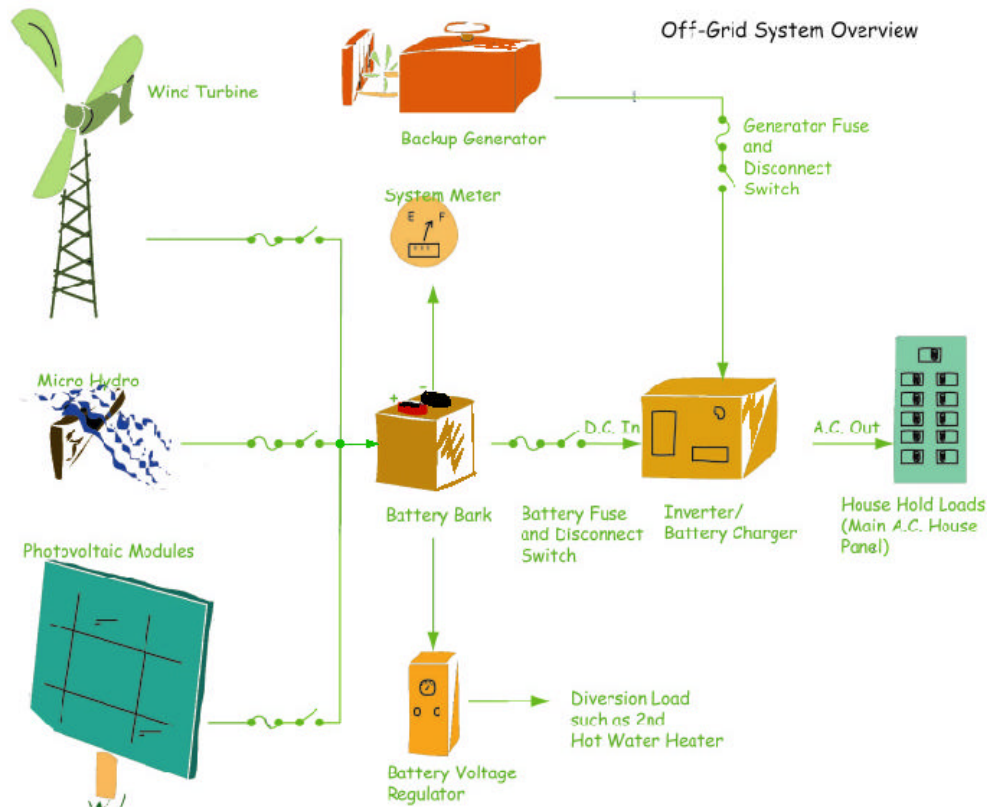 Off-Grid System Overview
Wind Turbine
Backup Generator
Generator Fuse
and
Disconnect
Switch
System Meter
E F
Micro Hydro
+ -
D.C. In
A.C. Out
Battery Bank
Battery Fuse
and Disconnect
Switch
Inverter/
Battery Charger
House Hold Loads
(Main A.C. House
Panel)
Photovoltaic Modules
O C
Diversion Load
such as 2nd
Hot Water Heater
Battery Voltage
Regulator